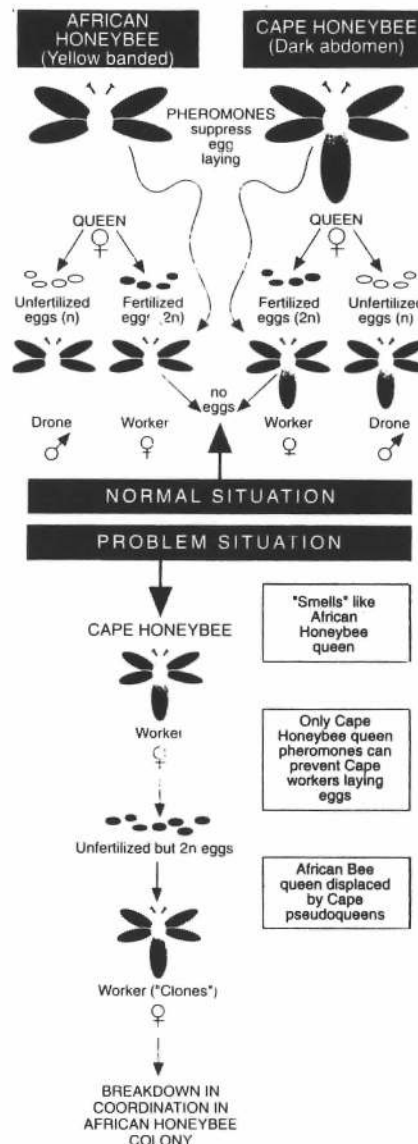 AFRICAN
HONEYBEE
(Yellow banded)
CAPE HONEYBEE
(Dark abdomen)
PHEROMONES
suppress
egg
laying
QUEEN
♀
QUEEN
♀
Unfertilized
eggs (n)
Fertilized
eggs (2n)
Fertilized
eggs (2n)
Unfertilized
eggs (n)
no
eggs
Drone
♂
Worker
♀
Worker
♀
Drone
♂
NORMAL SITUATION
PROBLEM SITUATION
CAPE HONEYBEE
Worker
♀
Unfertilized but 2n eggs
Worker ("Clones")
♀
BREAKDOWN IN
COORDINATION IN
AFRICAN HONEYBEE
COLONY
"Smells" like
African
Honeybee
queen
Only Cape
Honeybee queen
pheromones can
prevent Cape
workers laying
eggs
African Bee
queen displaced
by Cape
pseudoqueens